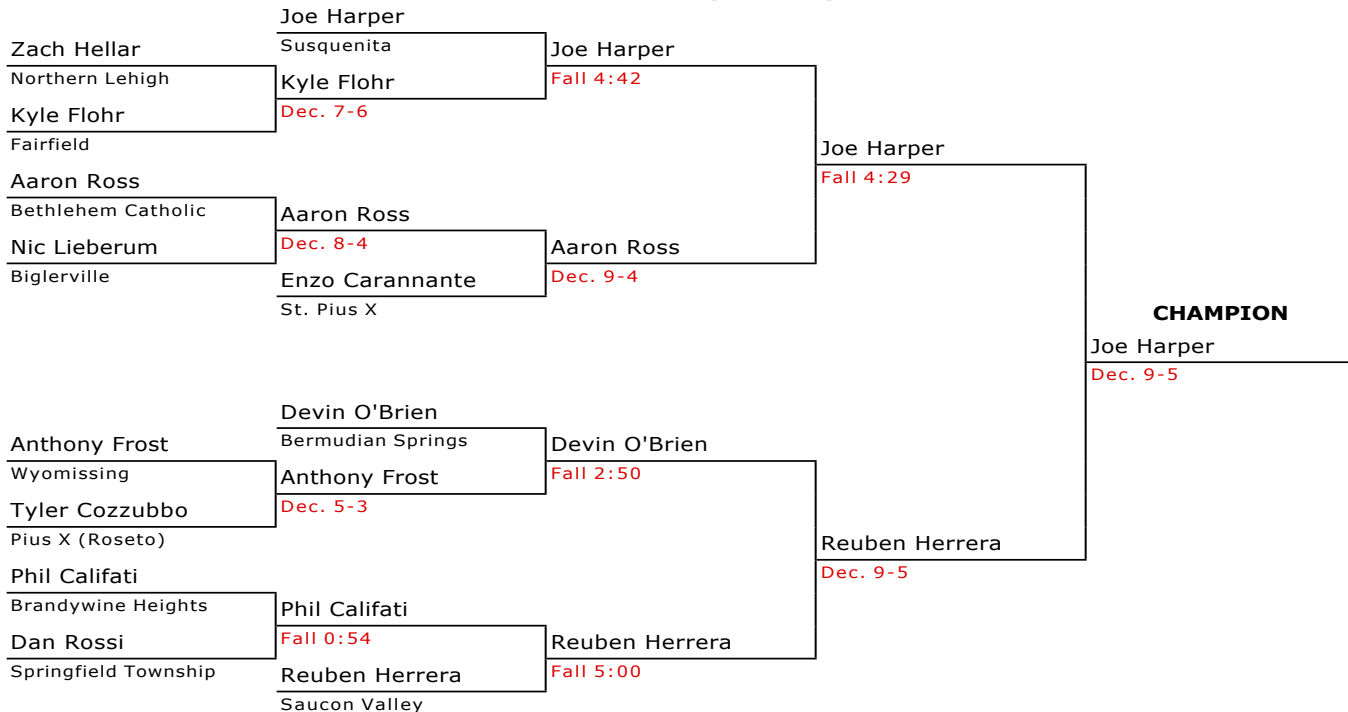 Joe Harper
Zach Hellar
Susquenita
Joe Harper
Northern Lehigh
Kyle Flohr
Fall 4:42
Kyle Flohr
Dec. 7-6
Fairfield
Joe Harper
Aaron Ross
Fall 4:29
Bethlehem Catholic
Aaron Ross
Nic Lieberum
Dec. 8-4
Aaron Ross
Biglerville
Enzo Carannante
Dec. 9-4
St. Pius X
CHAMPION
Joe Harper
Dec. 9-5
Devin O'Brien
Anthony Frost
Bermudian Springs
Devin O'Brien
Wyomissing
Anthony Frost
Fall 2:50
Tyler Cozzubbo
Dec. 5-3
Pius X (Roseto)
Reuben Herrera
Phil Califati
Dec. 9-5
Brandywine Heights
Phil Califati
Dan Rossi
Fall 0:54
Reuben Herrera
Springfield Township
Reuben Herrera
Fall 5:00
Saucon Valley